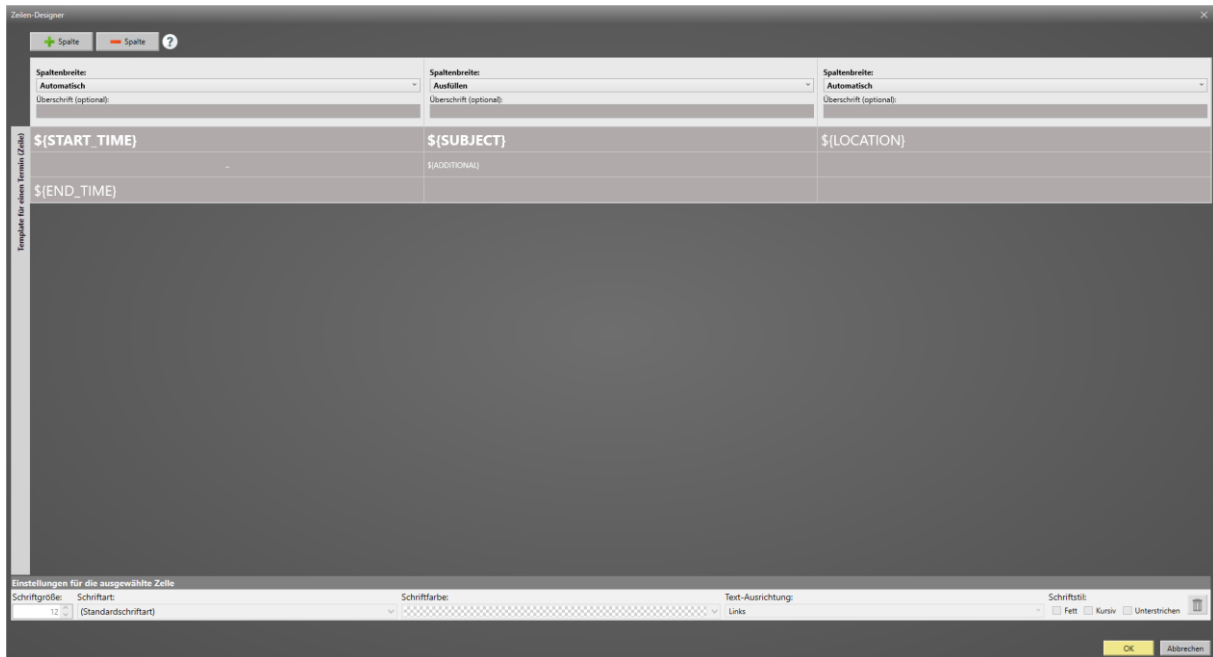 Zeilen-Designer
Spalte Spalte ?
Spaltenbreite: Spaltenbreite: Spaltenbreite:
Automatisch Ausfüllen Automatisch
Überschrift (optional): Überschrift (optional): Überschrift (optional):
Template für einen Termin (Zeile)
${START_TIME} ${SUBJECT} ${LOCATION}
– ${ADDITIONAL}
${END_TIME}
Einstellungen für die ausgewählte Zelle
Schriftgröße: Schriftart: Schriftfarbe: Text-Ausrichtung: Schriftstil:
12 (Standardschriftart) Links Fett Kursiv Unterstrichen
OK Abbrechen